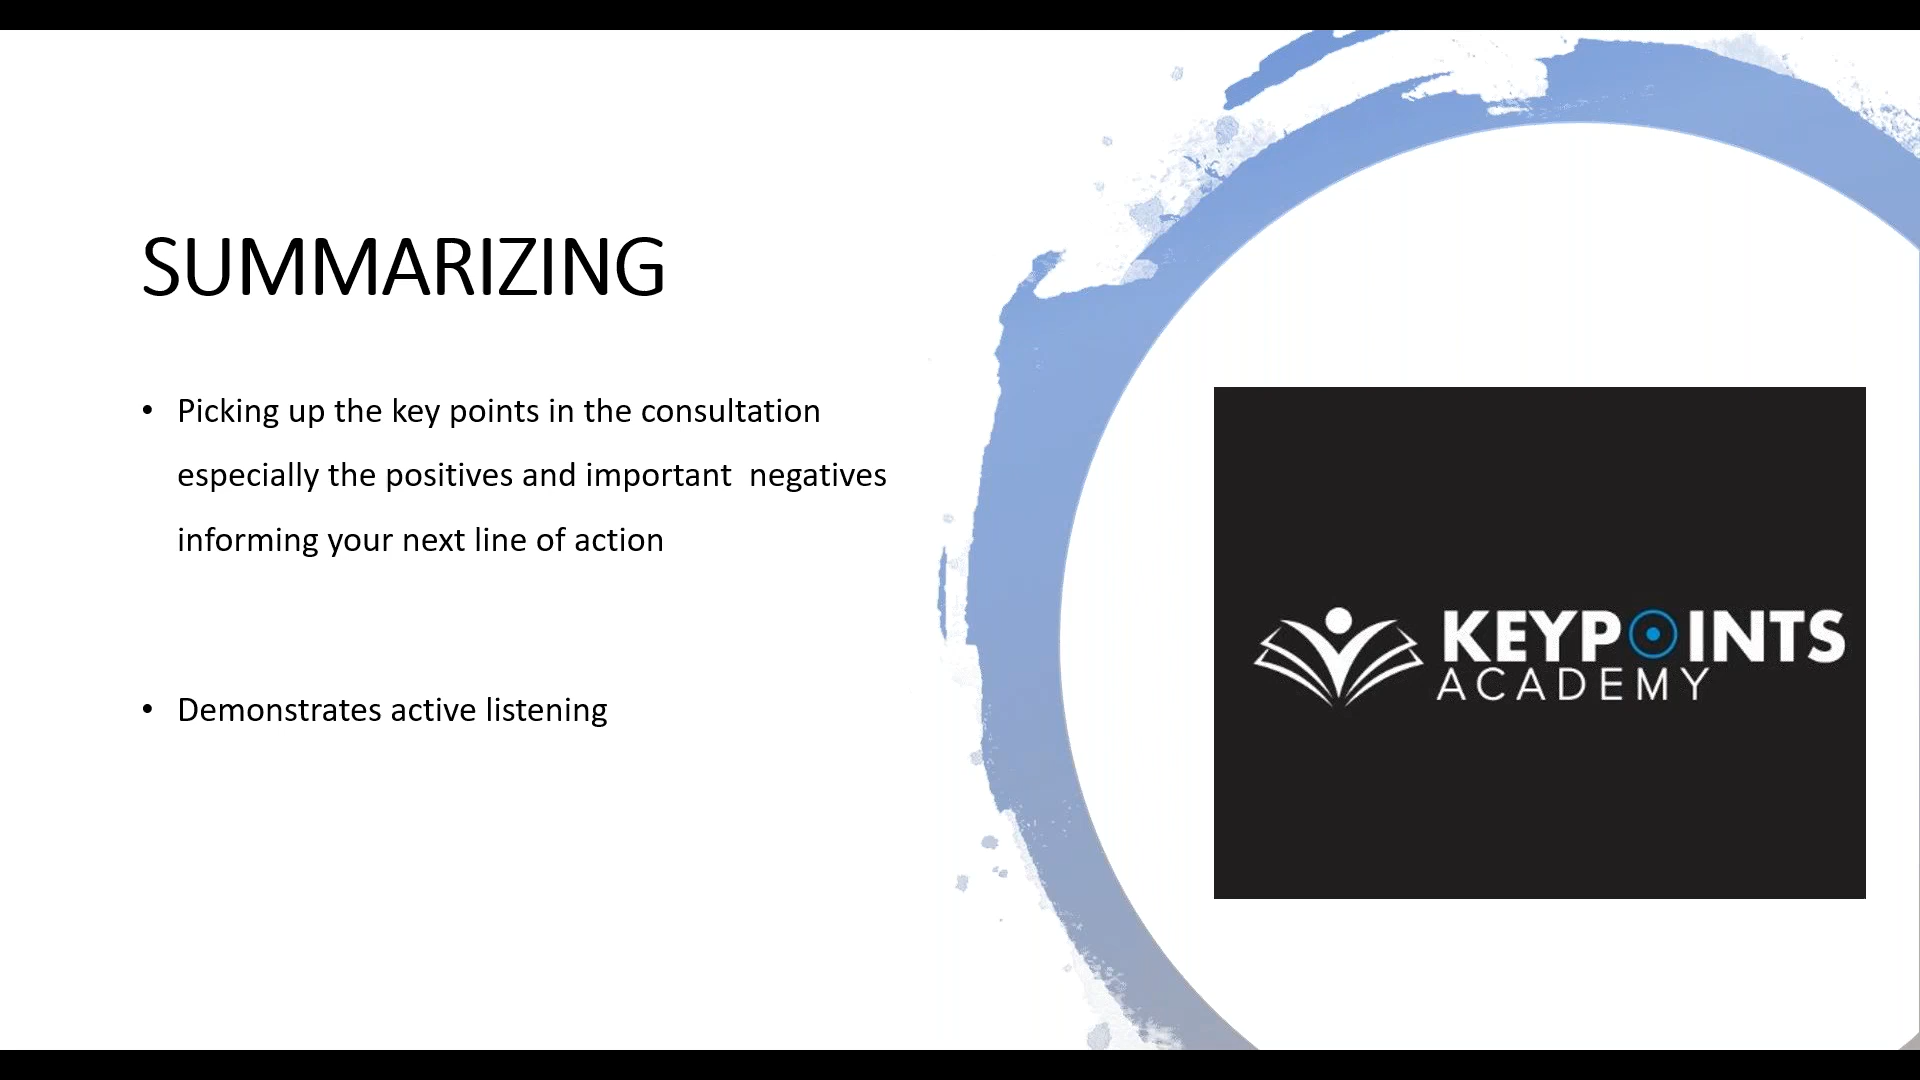 SUMMARIZING
• Picking up the key points in the consultation
especially the positives and important  negatives
informing your next line of action
• Demonstrates active listening
KEYPOINTS
ACADEMY